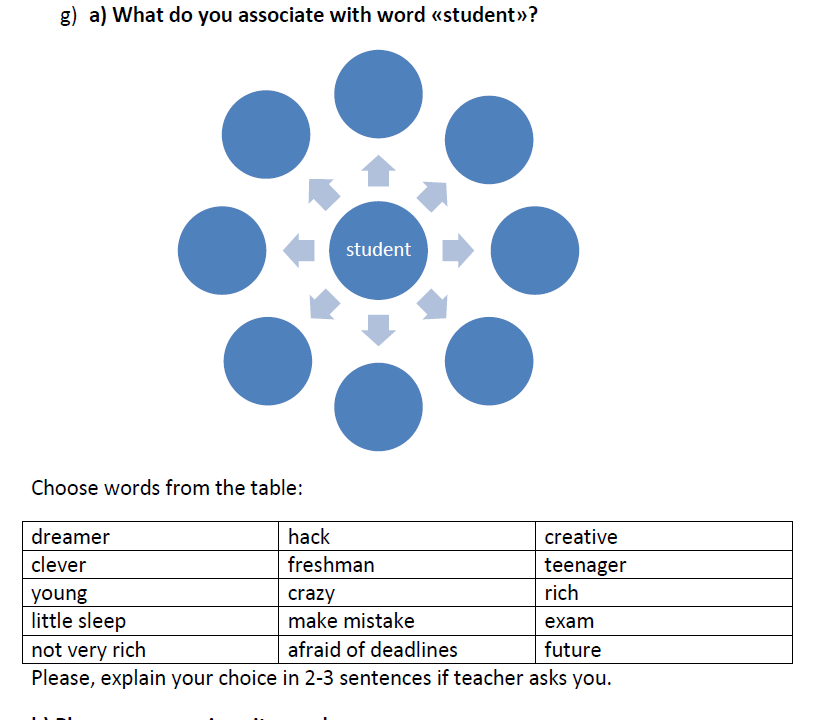 g) a) What do you associate with word «student»?
student
Choose words from the table:
dreamer hack creative
clever freshman teenager
young crazy rich
little sleep make mistake exam
not very rich afraid of deadlines future
Please, explain your choice in 2-3 sentences if teacher asks you.